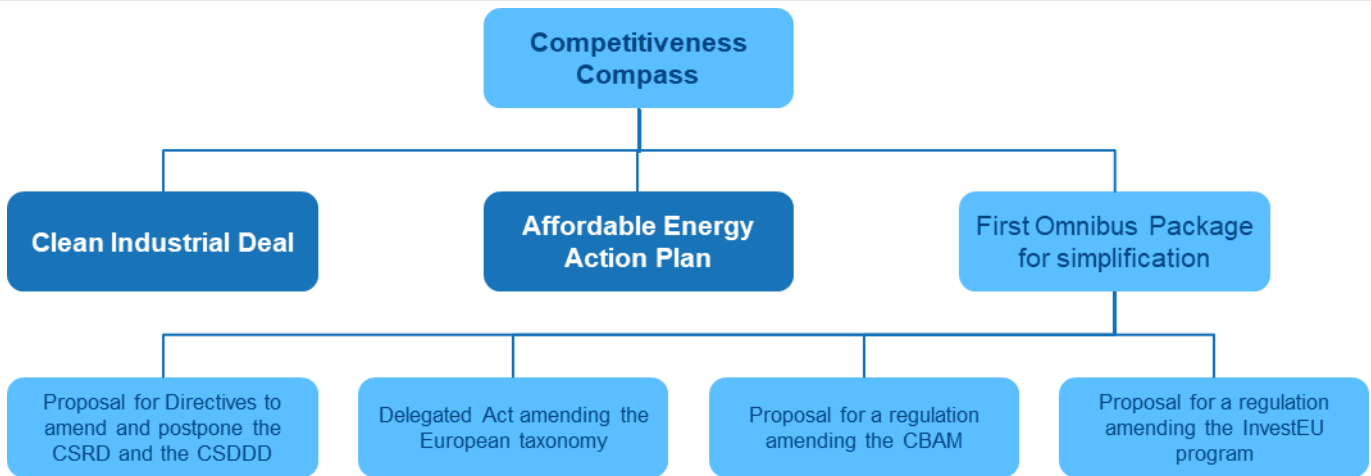 Competitiveness
Compass
Clean Industrial Deal
Affordable Energy
Action Plan
First Omnibus Package
for simplification
Proposal for Directives to
amend and postpone the
CSRD and the CSDDD
Delegated Act amending the
European taxonomy
Proposal for a regulation
amending the CBAM
Proposal for a regulation
amending the InvestEU
program